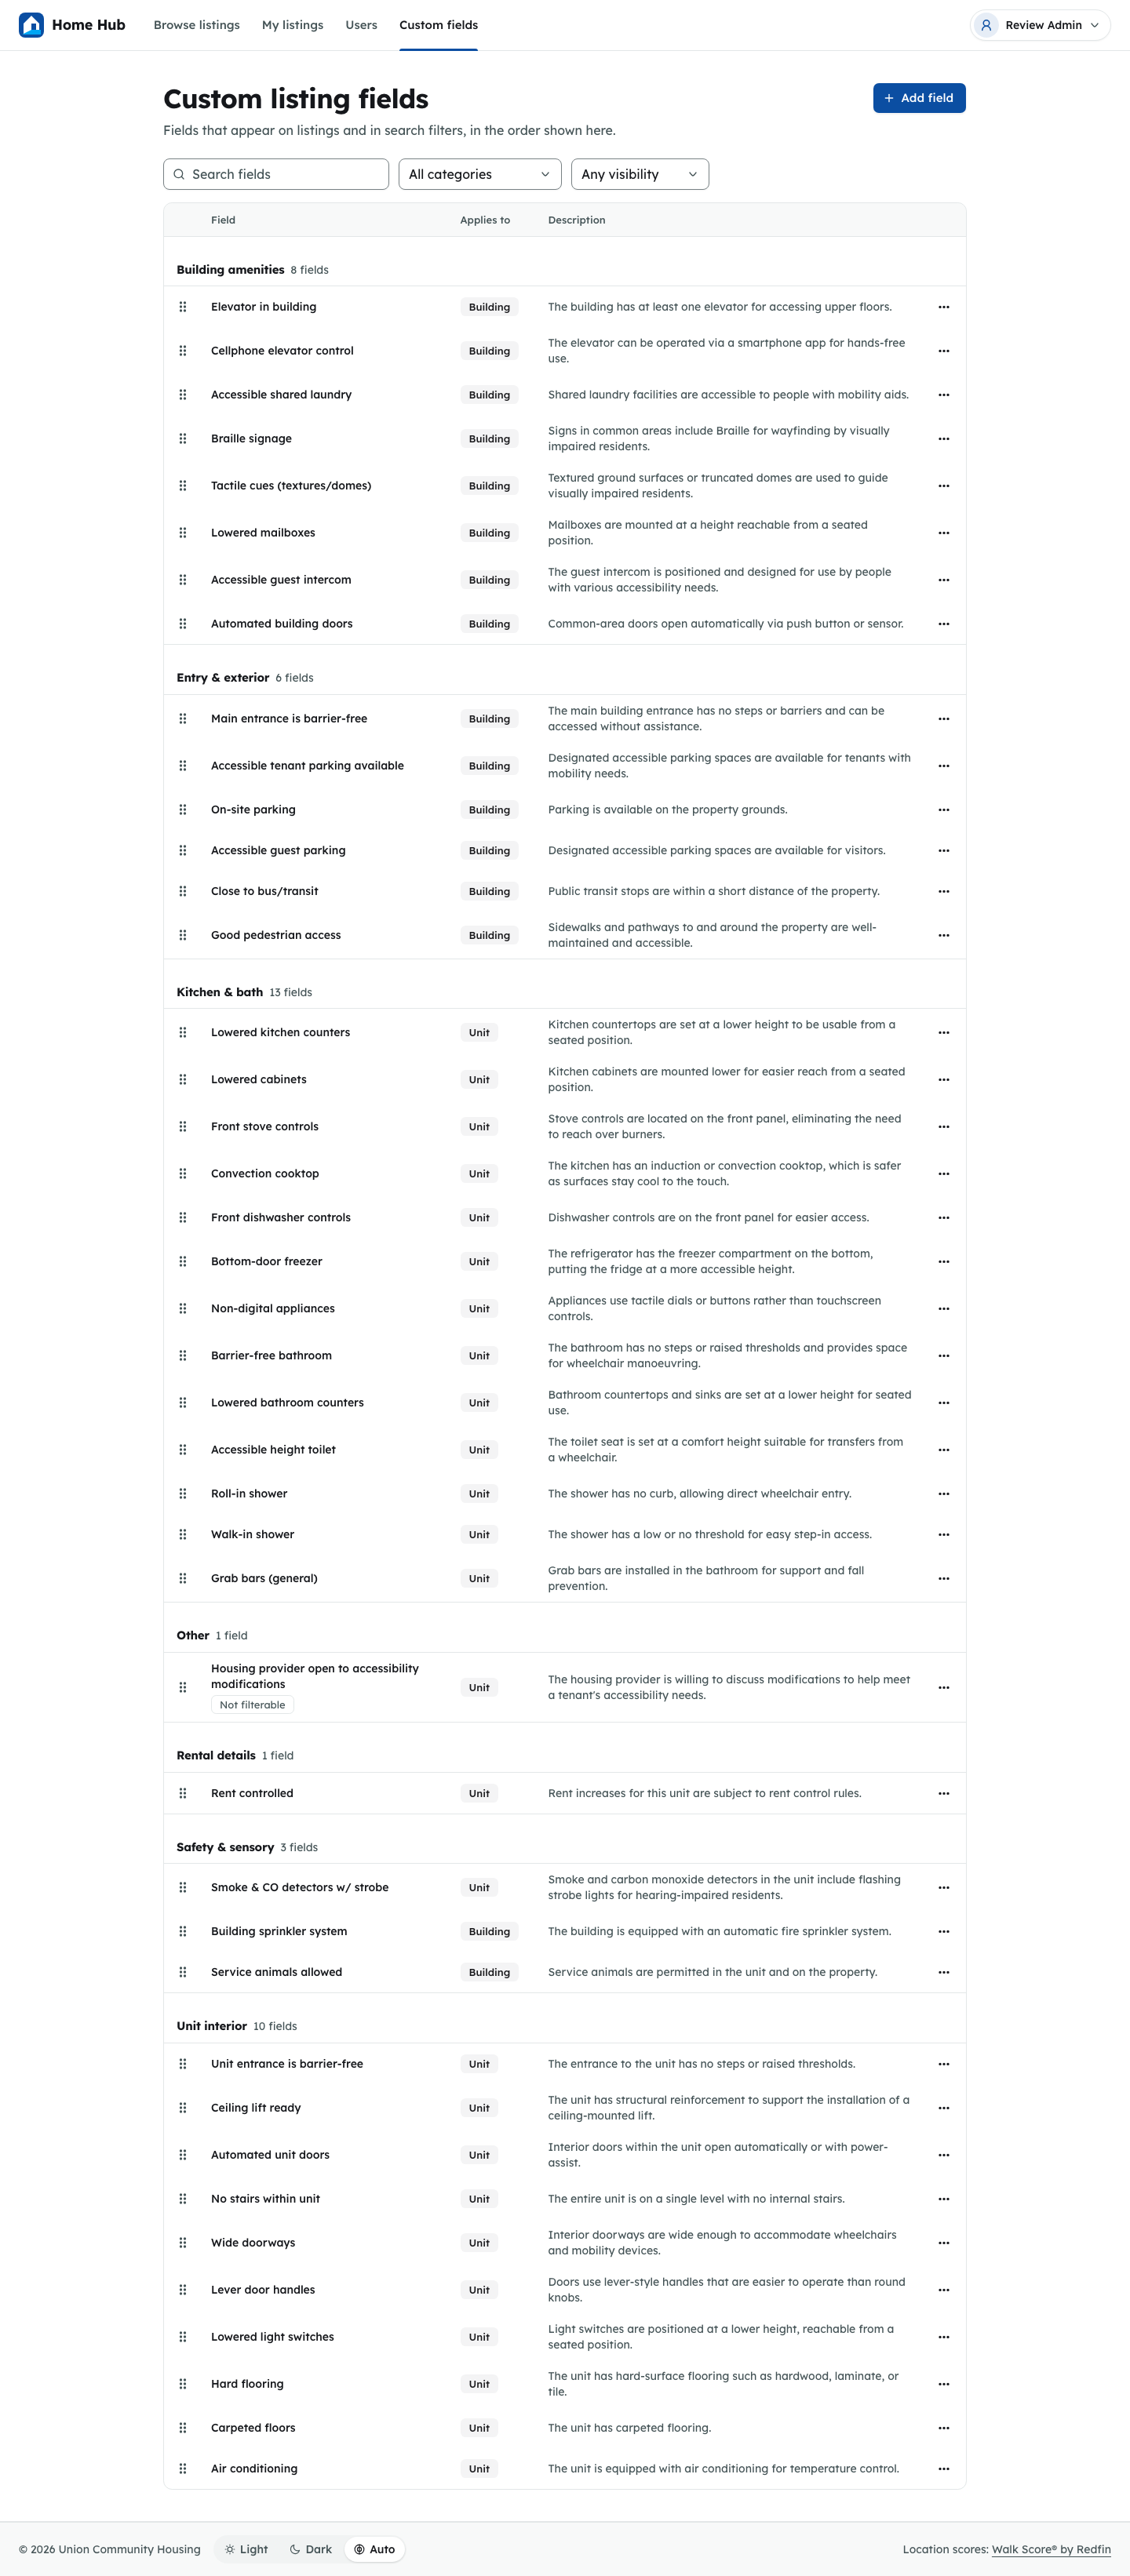 Home Hub
Browse listings
My listings
Users
Custom fields
Review Admin
Custom listing fields
Add field
Fields that appear on listings and in search filters, in the order shown here.
Search fields
All categories
Any visibility
Field
Applies to
Description
Building amenities 8 fields
Elevator in building
Building
The building has at least one elevator for accessing upper floors.
Cellphone elevator control
Building
The elevator can be operated via a smartphone app for hands-free
use.
Accessible shared laundry
Building
Shared laundry facilities are accessible to people with mobility aids.
Braille signage
Building
Signs in common areas include Braille for wayfinding by visually
impaired residents.
Tactile cues (textures/domes)
Building
Textured ground surfaces or truncated domes are used to guide
visually impaired residents.
Lowered mailboxes
Building
Mailboxes are mounted at a height reachable from a seated
position.
Accessible guest intercom
Building
The guest intercom is positioned and designed for use by people
with various accessibility needs.
Automated building doors
Building
Common-area doors open automatically via push button or sensor.
Entry & exterior 6 fields
Main entrance is barrier-free
Building
The main building entrance has no steps or barriers and can be
accessed without assistance.
Accessible tenant parking available
Building
Designated accessible parking spaces are available for tenants with
mobility needs.
On-site parking
Building
Parking is available on the property grounds.
Accessible guest parking
Building
Designated accessible parking spaces are available for visitors.
Close to bus/transit
Building
Public transit stops are within a short distance of the property.
Good pedestrian access
Building
Sidewalks and pathways to and around the property are well-
maintained and accessible.
Kitchen & bath 13 fields
Lowered kitchen counters
Unit
Kitchen countertops are set at a lower height to be usable from a
seated position.
Lowered cabinets
Unit
Kitchen cabinets are mounted lower for easier reach from a seated
position.
Front stove controls
Unit
Stove controls are located on the front panel, eliminating the need
to reach over burners.
Convection cooktop
Unit
The kitchen has an induction or convection cooktop, which is safer
as surfaces stay cool to the touch.
Front dishwasher controls
Unit
Dishwasher controls are on the front panel for easier access.
Bottom-door freezer
Unit
The refrigerator has the freezer compartment on the bottom,
putting the fridge at a more accessible height.
Non-digital appliances
Unit
Appliances use tactile dials or buttons rather than touchscreen
controls.
Barrier-free bathroom
Unit
The bathroom has no steps or raised thresholds and provides space
for wheelchair manoeuvring.
Lowered bathroom counters
Unit
Bathroom countertops and sinks are set at a lower height for seated
use.
Accessible height toilet
Unit
The toilet seat is set at a comfort height suitable for transfers from
a wheelchair.
Roll-in shower
Unit
The shower has no curb, allowing direct wheelchair entry.
Walk-in shower
Unit
The shower has a low or no threshold for easy step-in access.
Grab bars (general)
Unit
Grab bars are installed in the bathroom for support and fall
prevention.
Other 1 field
Housing provider open to accessibility
modifications
Not filterable
Unit
The housing provider is willing to discuss modifications to help meet
a tenant's accessibility needs.
Rental details 1 field
Rent controlled
Unit
Rent increases for this unit are subject to rent control rules.
Safety & sensory 3 fields
Smoke & CO detectors w/ strobe
Unit
Smoke and carbon monoxide detectors in the unit include flashing
strobe lights for hearing-impaired residents.
Building sprinkler system
Building
The building is equipped with an automatic fire sprinkler system.
Service animals allowed
Building
Service animals are permitted in the unit and on the property.
Unit interior 10 fields
Unit entrance is barrier-free
Unit
The entrance to the unit has no steps or raised thresholds.
Ceiling lift ready
Unit
The unit has structural reinforcement to support the installation of a
ceiling-mounted lift.
Automated unit doors
Unit
Interior doors within the unit open automatically or with power-
assist.
No stairs within unit
Unit
The entire unit is on a single level with no internal stairs.
Wide doorways
Unit
Interior doorways are wide enough to accommodate wheelchairs
and mobility devices.
Lever door handles
Unit
Doors use lever-style handles that are easier to operate than round
knobs.
Lowered light switches
Unit
Light switches are positioned at a lower height, reachable from a
seated position.
Hard flooring
Unit
The unit has hard-surface flooring such as hardwood, laminate, or
tile.
Carpeted floors
Unit
The unit has carpeted flooring.
Air conditioning
Unit
The unit is equipped with air conditioning for temperature control.
© 2026 Union Community Housing
Light
Dark
Auto
Location scores: Walk Score® by Redfin